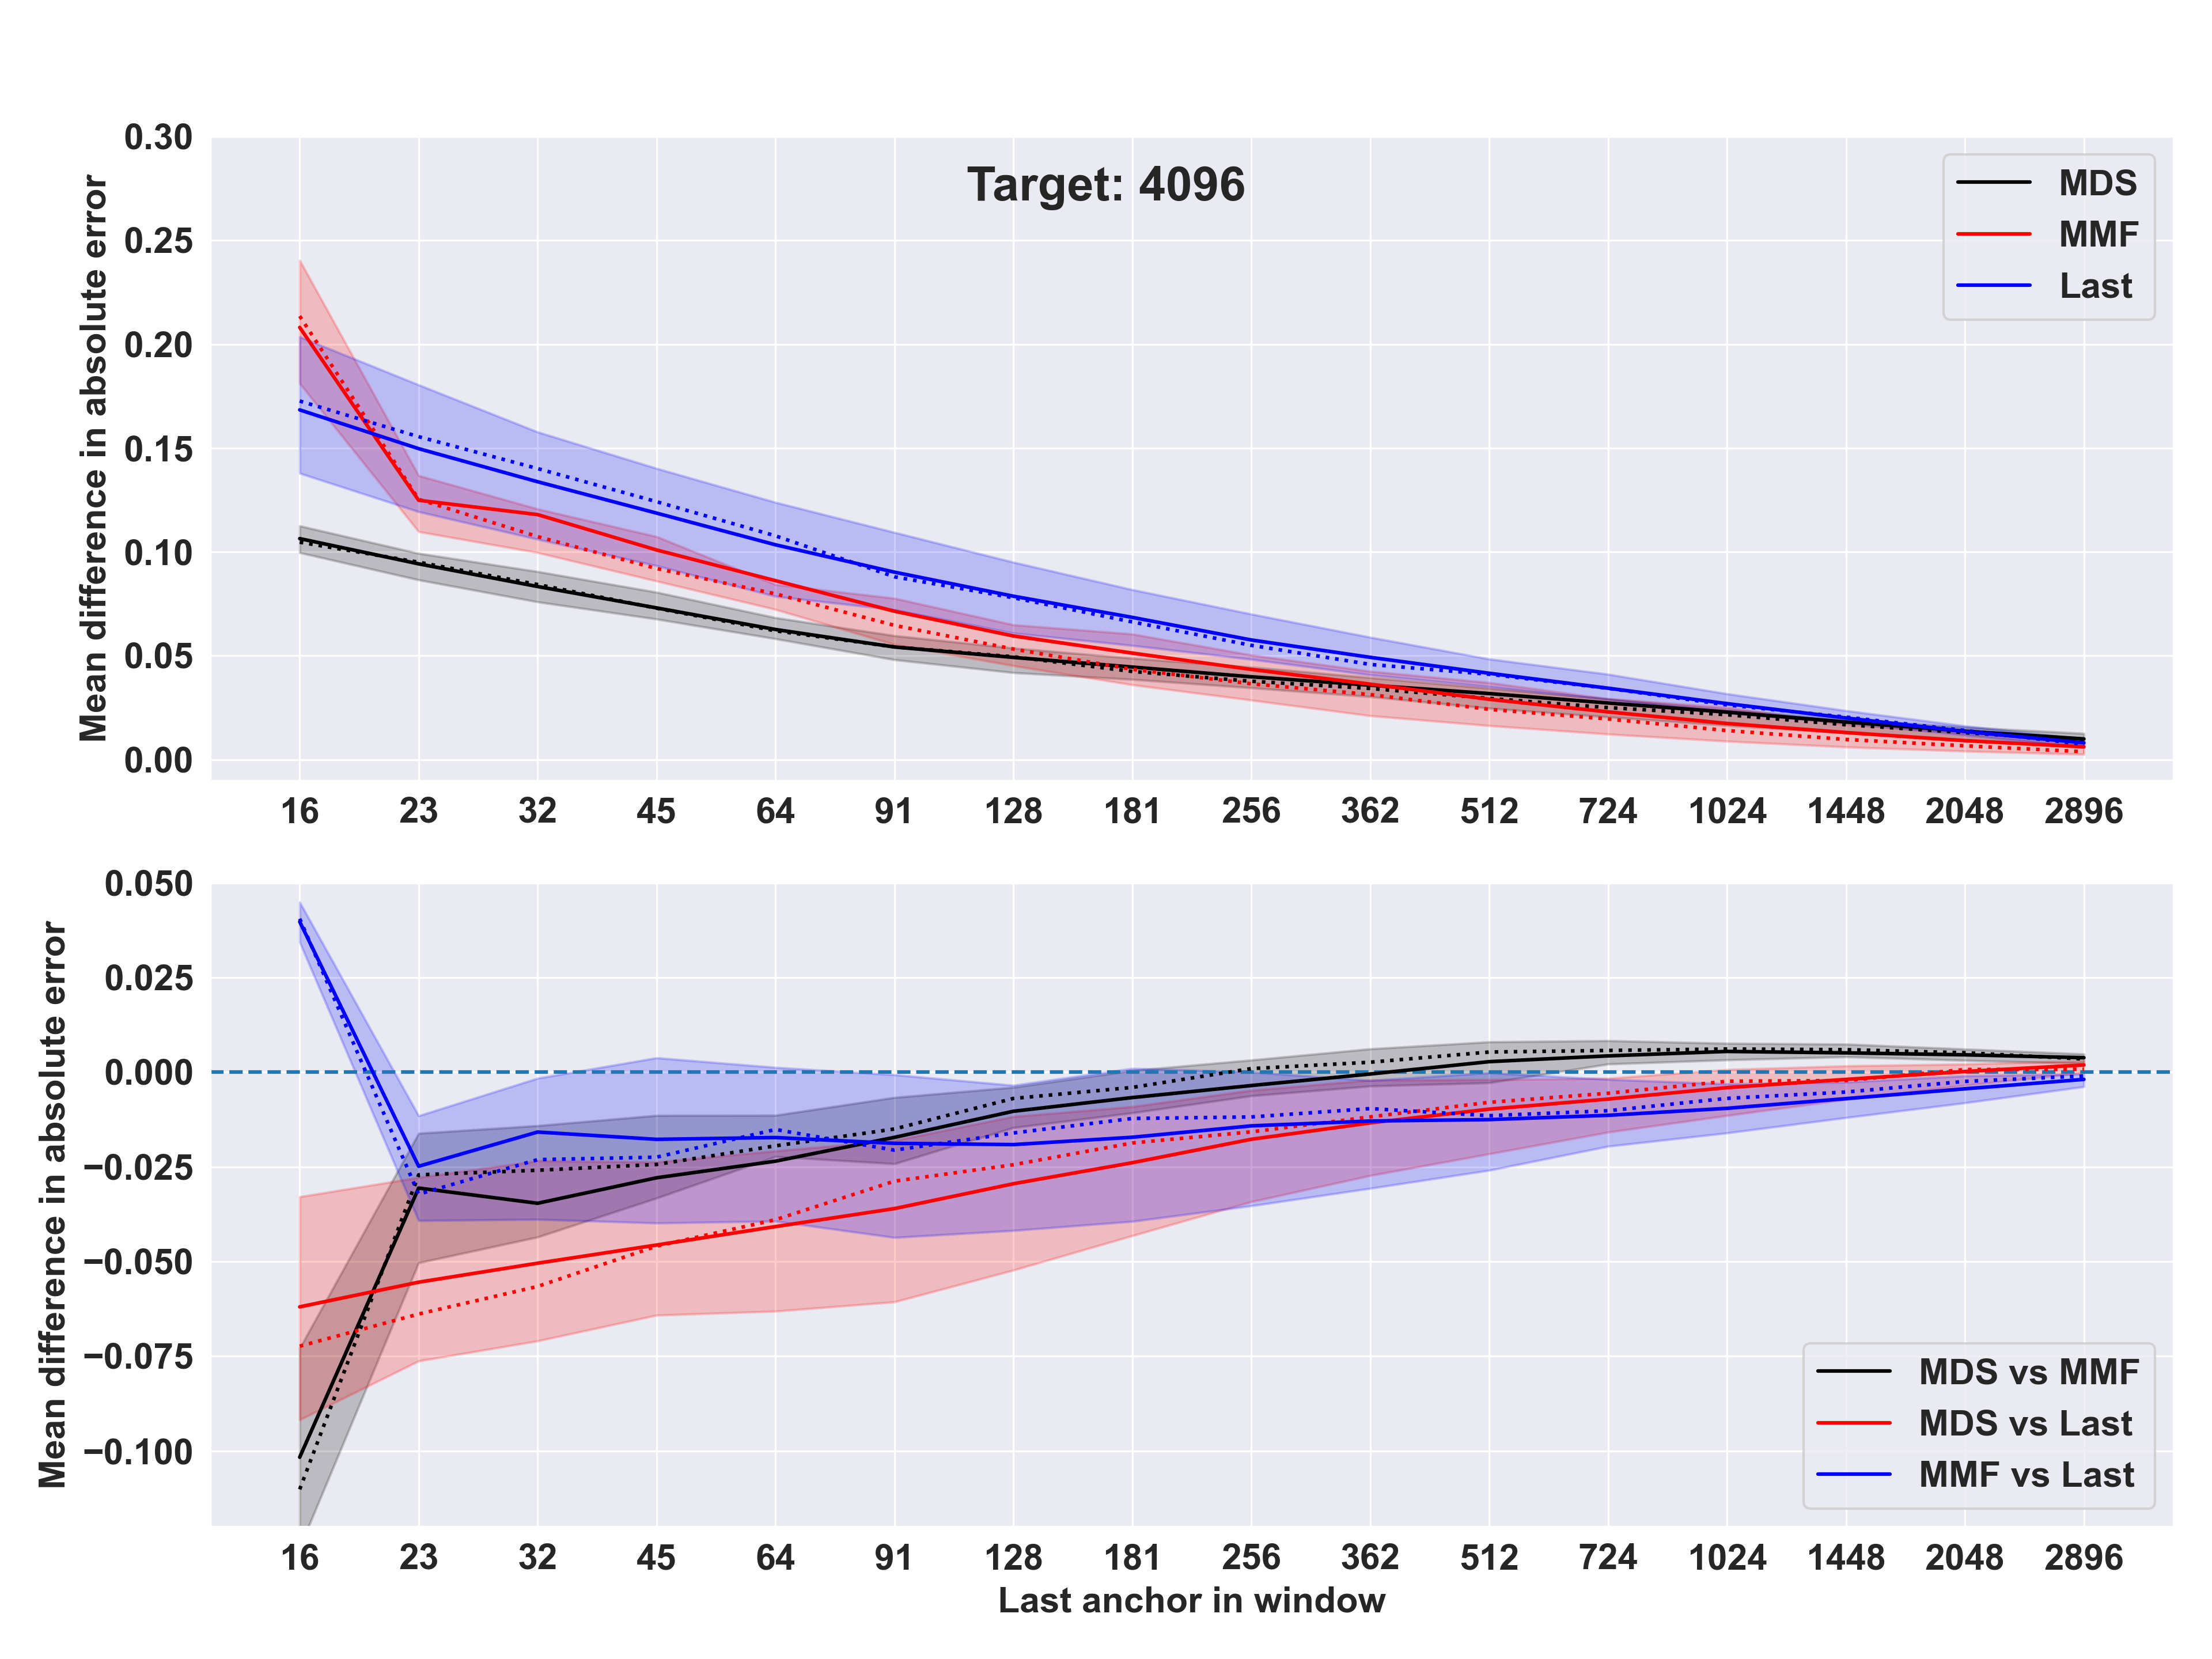 Target: 4096
Mean difference in absolute error
0.30
0.25
0.20
0.15
0.10
0.05
0.00
MDS
MMF
Last
16 23 32 45 64 91 128 181 256 362 512 724 1024 1448 2048 2896
Mean difference in absolute error
0.050
0.025
0.000
−0.025
−0.050
−0.075
−0.100
MDS vs MMF
MDS vs Last
MMF vs Last
16 23 32 45 64 91 128 181 256 362 512 724 1024 1448 2048 2896
Last anchor in window